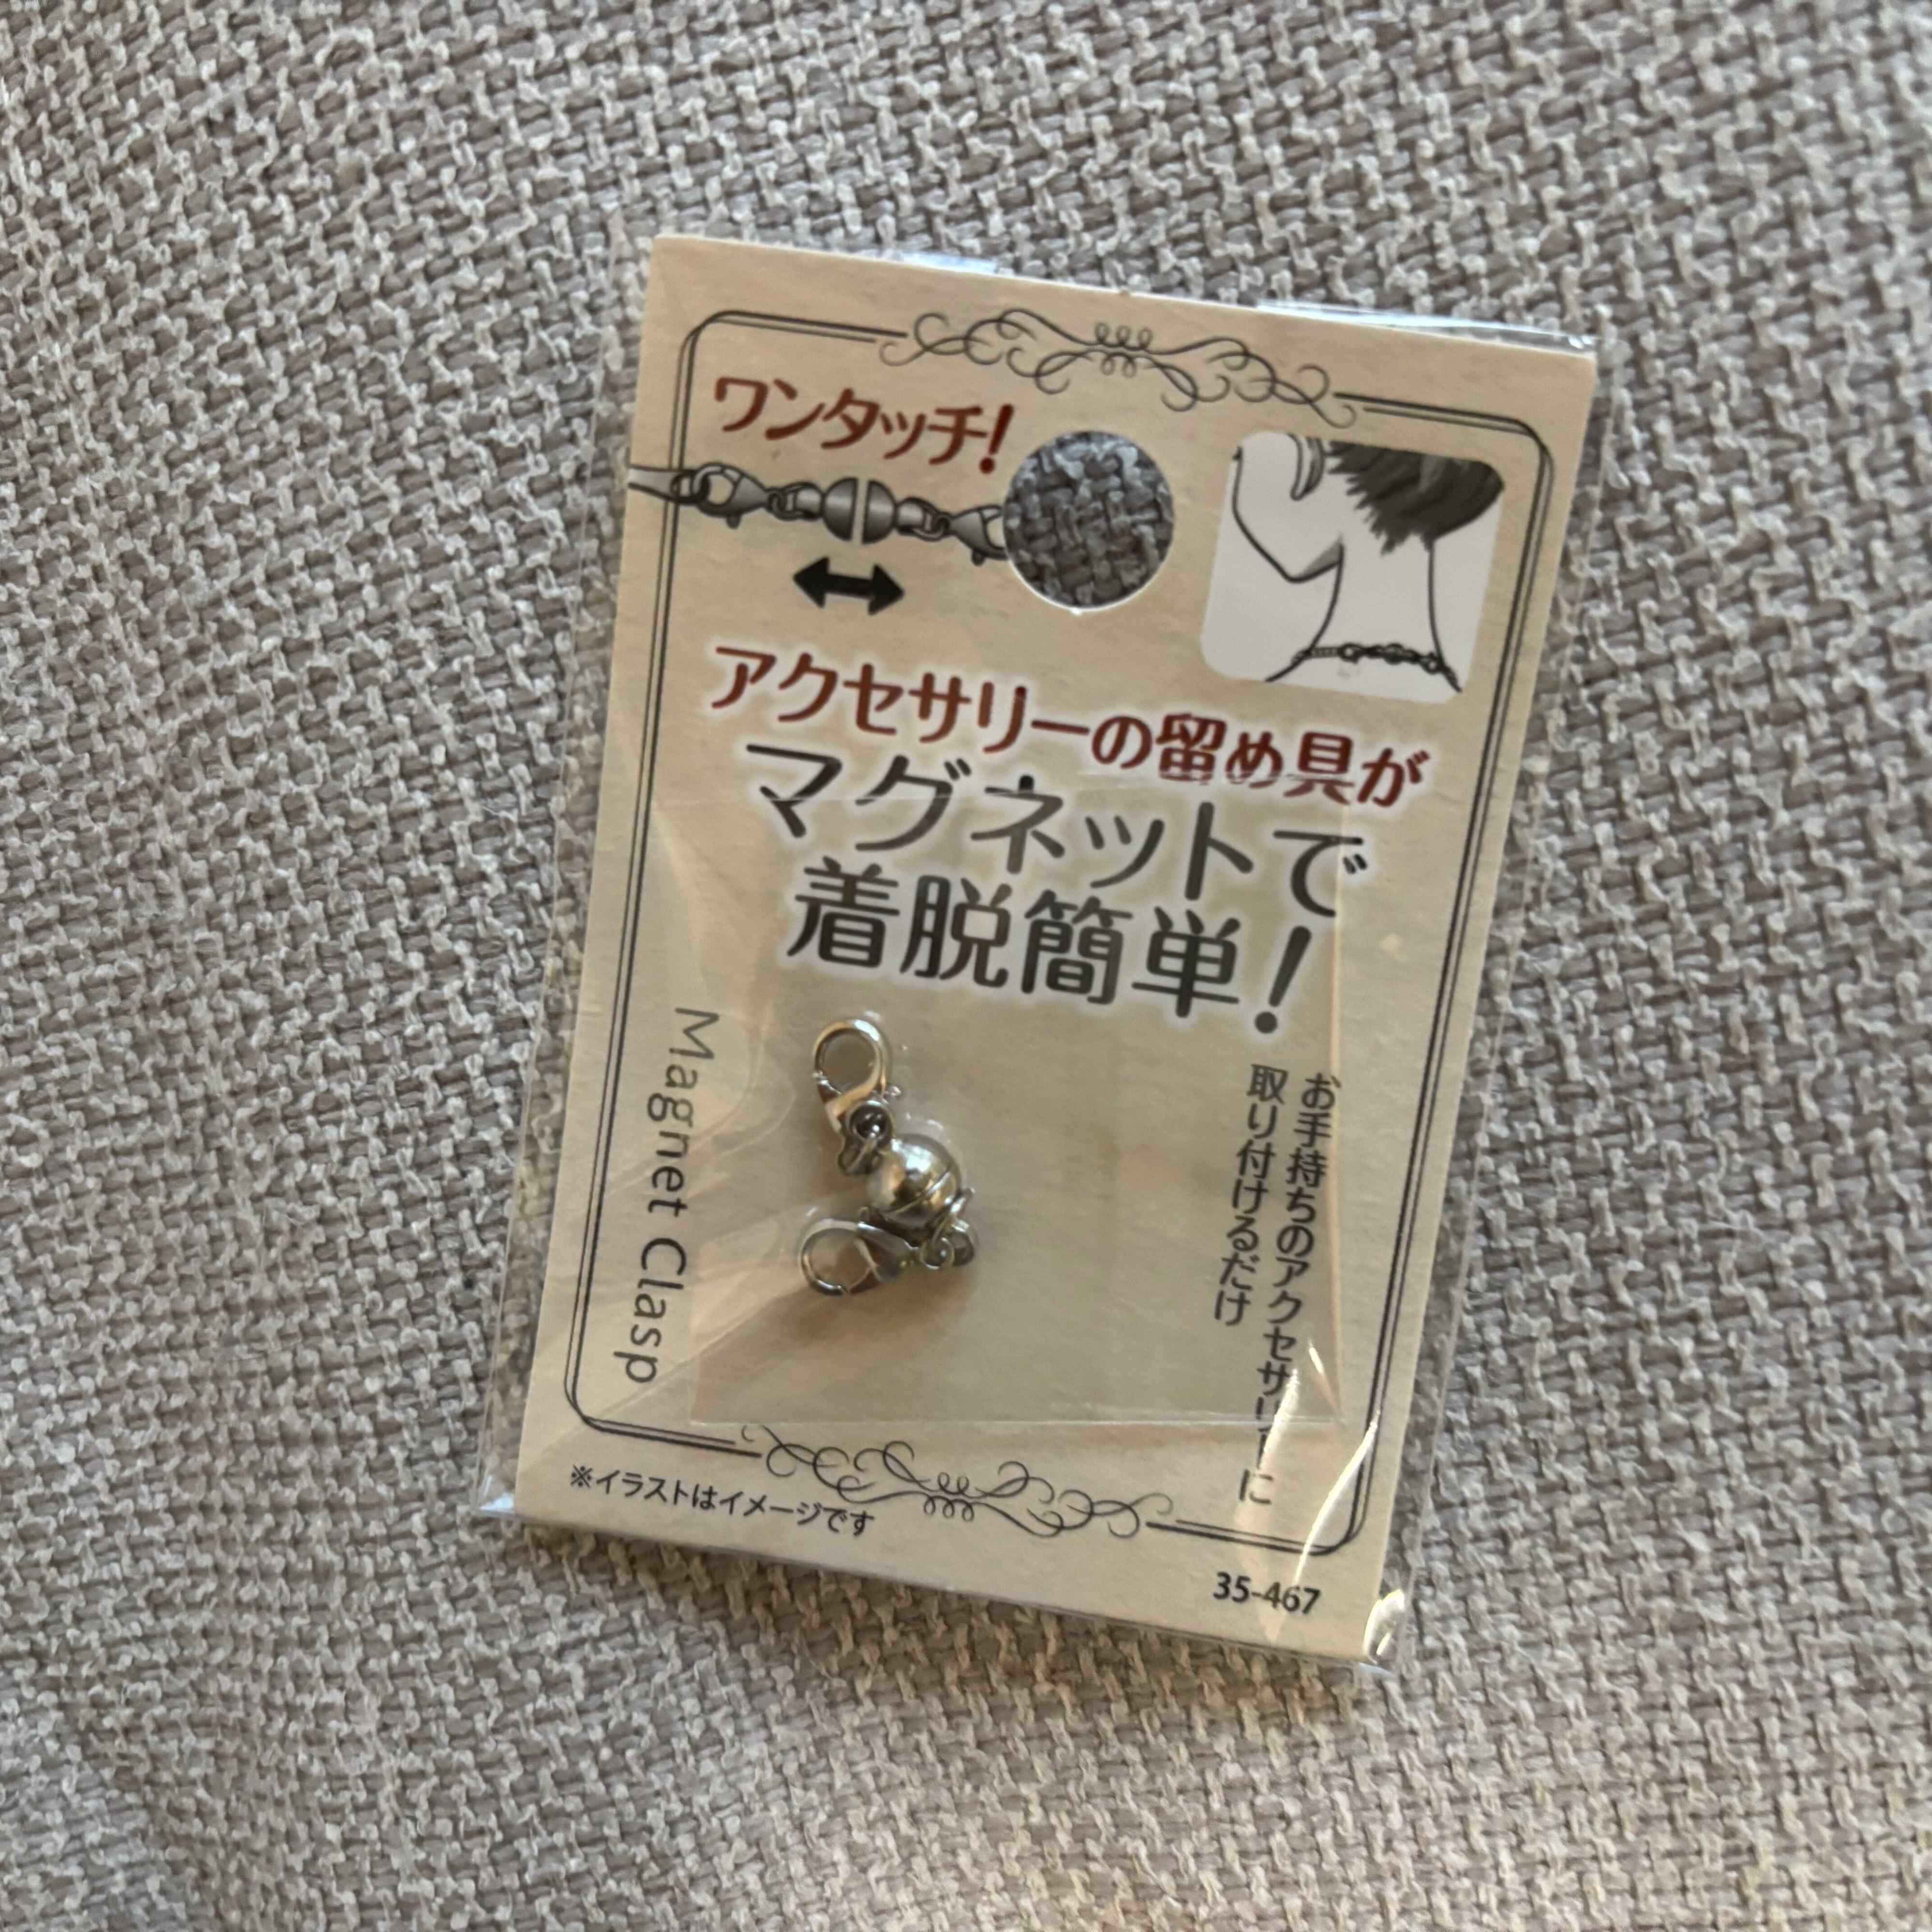 ワンタッチ!
アクセサリーの留め具が
マグネットで
着脱簡単!
お手持ちのアクセサリーに
取り付けるだけ
Magnet Clasp
※イラストはイメージです
35-467